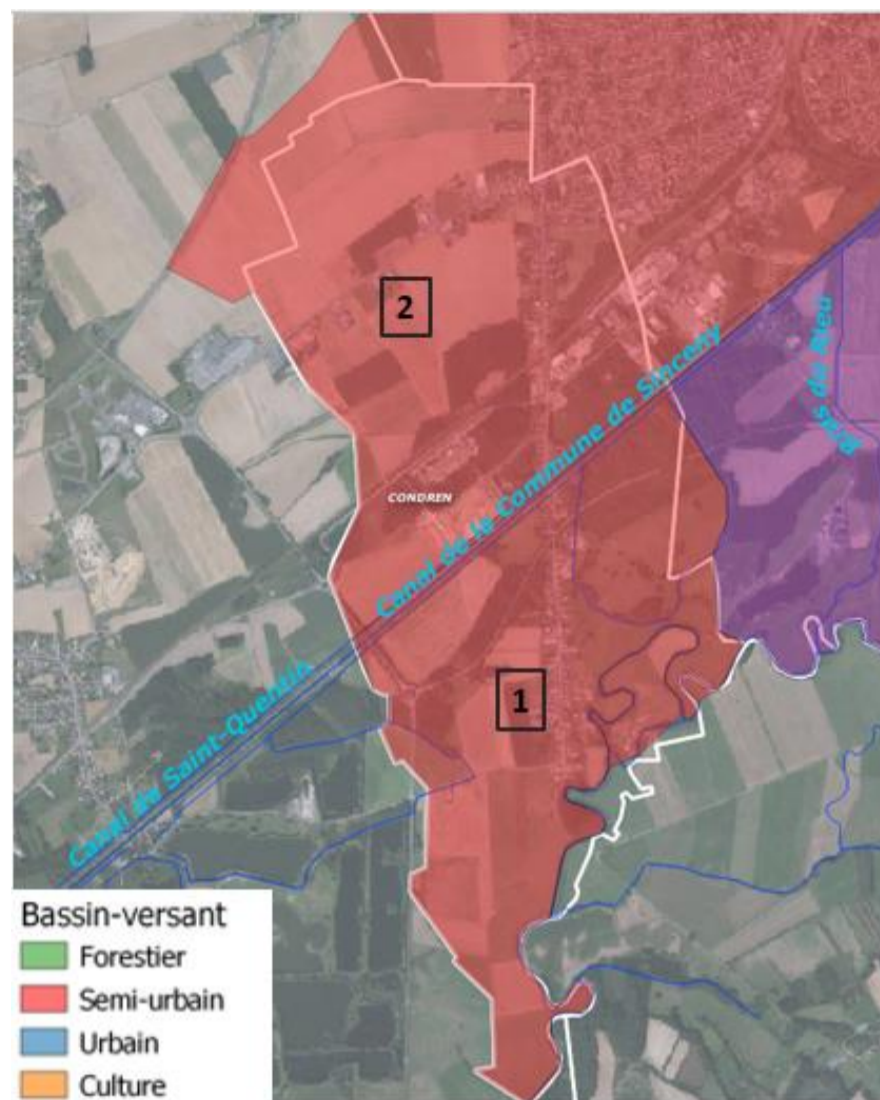 2
Bras du Rieu
Canal de la Commune de Sinceny
CONDREN
1
Canal de Saint-Quentin
Bassin-versant
Forestier
Semi-urbain
Urbain
Culture